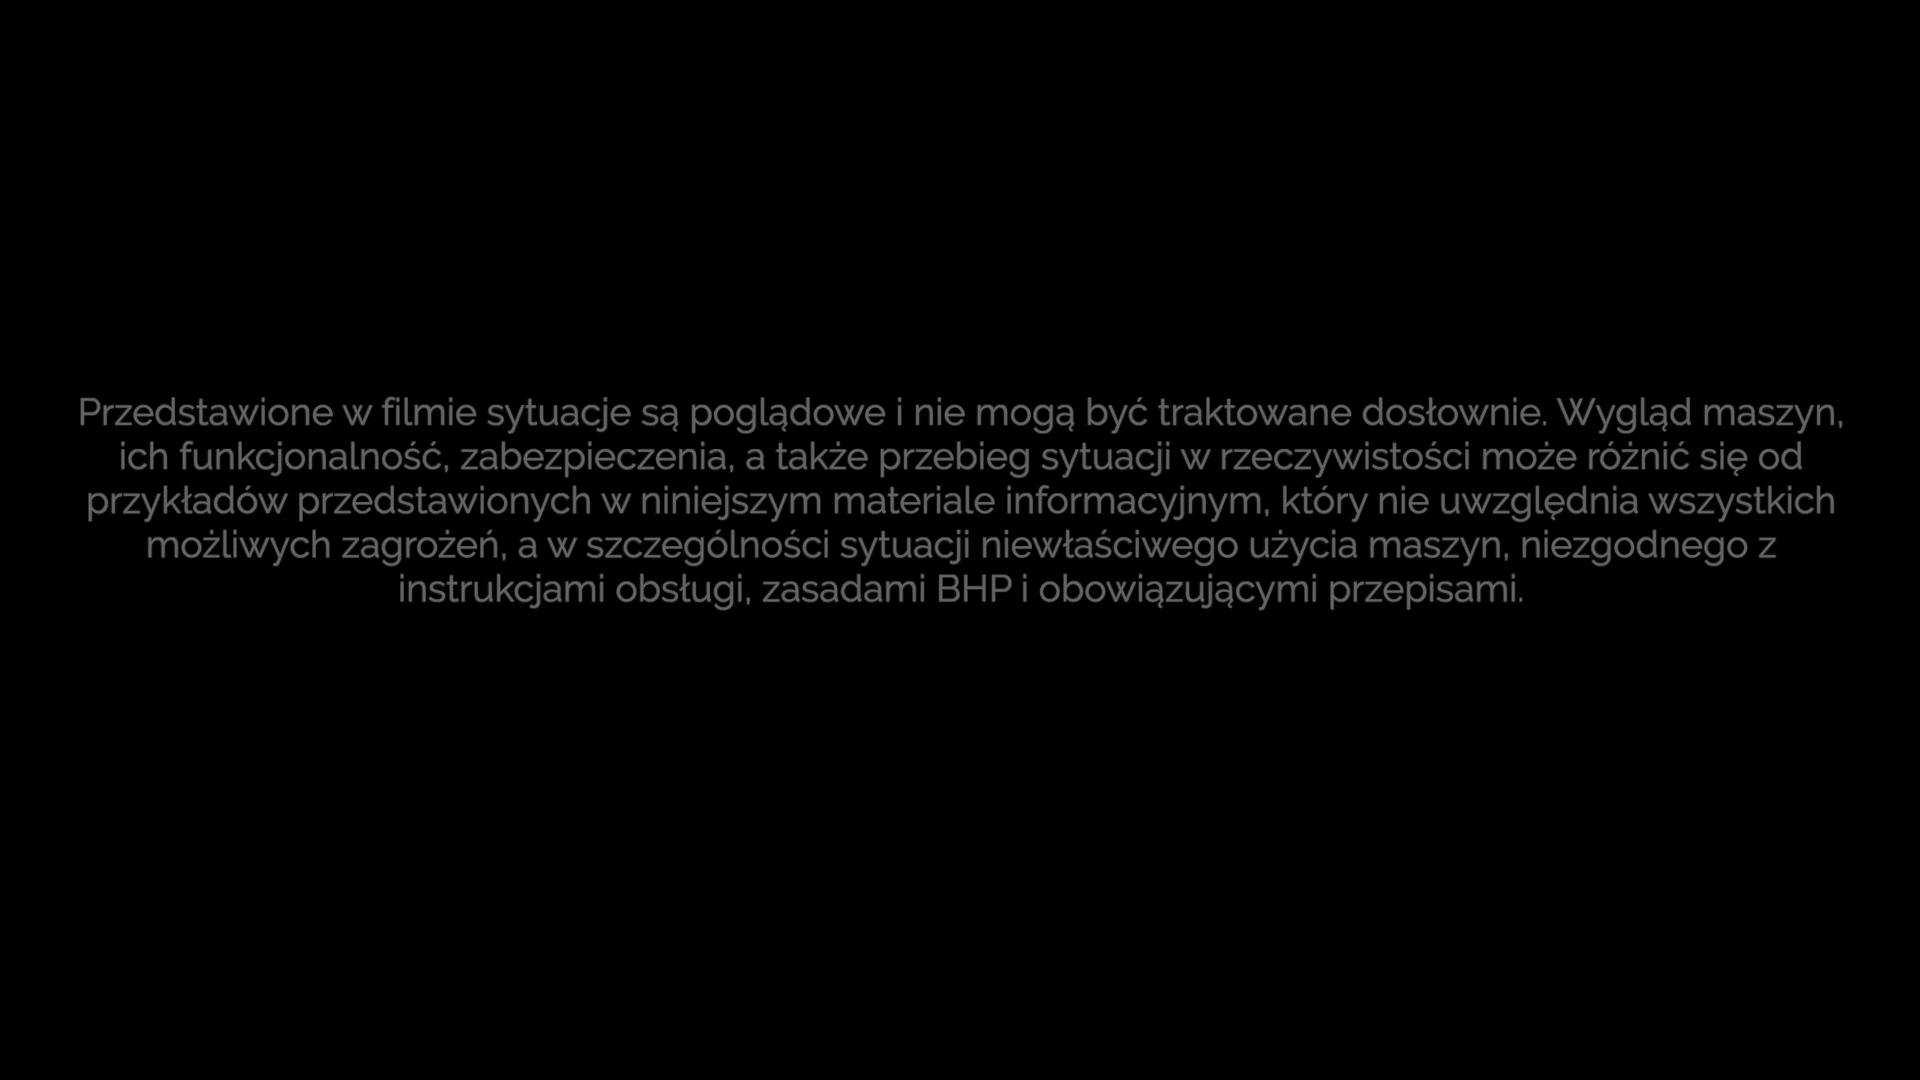 Przedstawione w filmie sytuacje są poglądowe i nie mogą być traktowane dosłownie. Wygląd maszyn,
ich funkcjonalność, zabezpieczenia, a także przebieg sytuacji w rzeczywistości może różnić się od
przykładów przedstawionych w niniejszym materiale informacyjnym, który nie uwzględnia wszystkich
możliwych zagrożeń, a w szczególności sytuacji niewłaściwego użycia maszyn, niezgodnego z
instrukcjami obsługi, zasadami BHP i obowiązującymi przepisami.